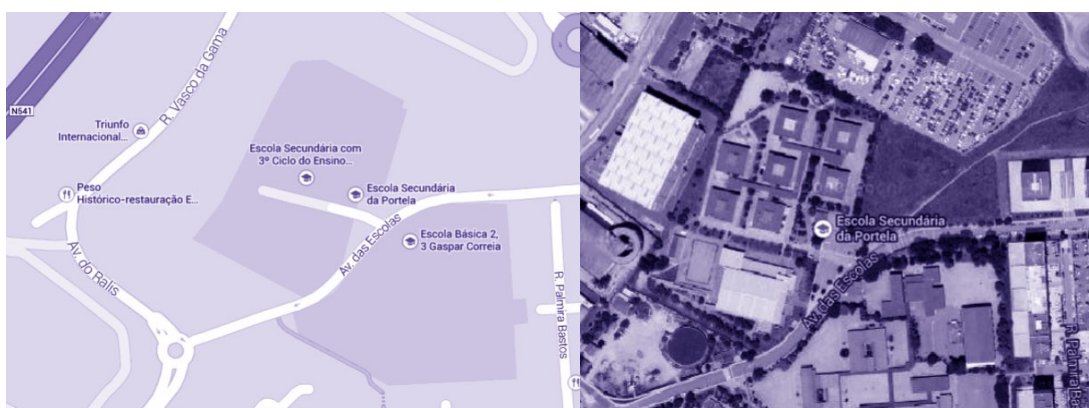 N541
R. Vasco da Gama
Triunfo
Internacional...
Escola Secundária com
3º Ciclo do Ensino...
Peso
Histórico-restauração E...
Escola Secundária
da Portela
Av. das Escolas
Escola Básica 2,
3 Gaspar Correia
Av. do Ralis
R. Palmira Bastos
Escola Secundária
da Portela
Av. das Escolas
R. Palmira Ba